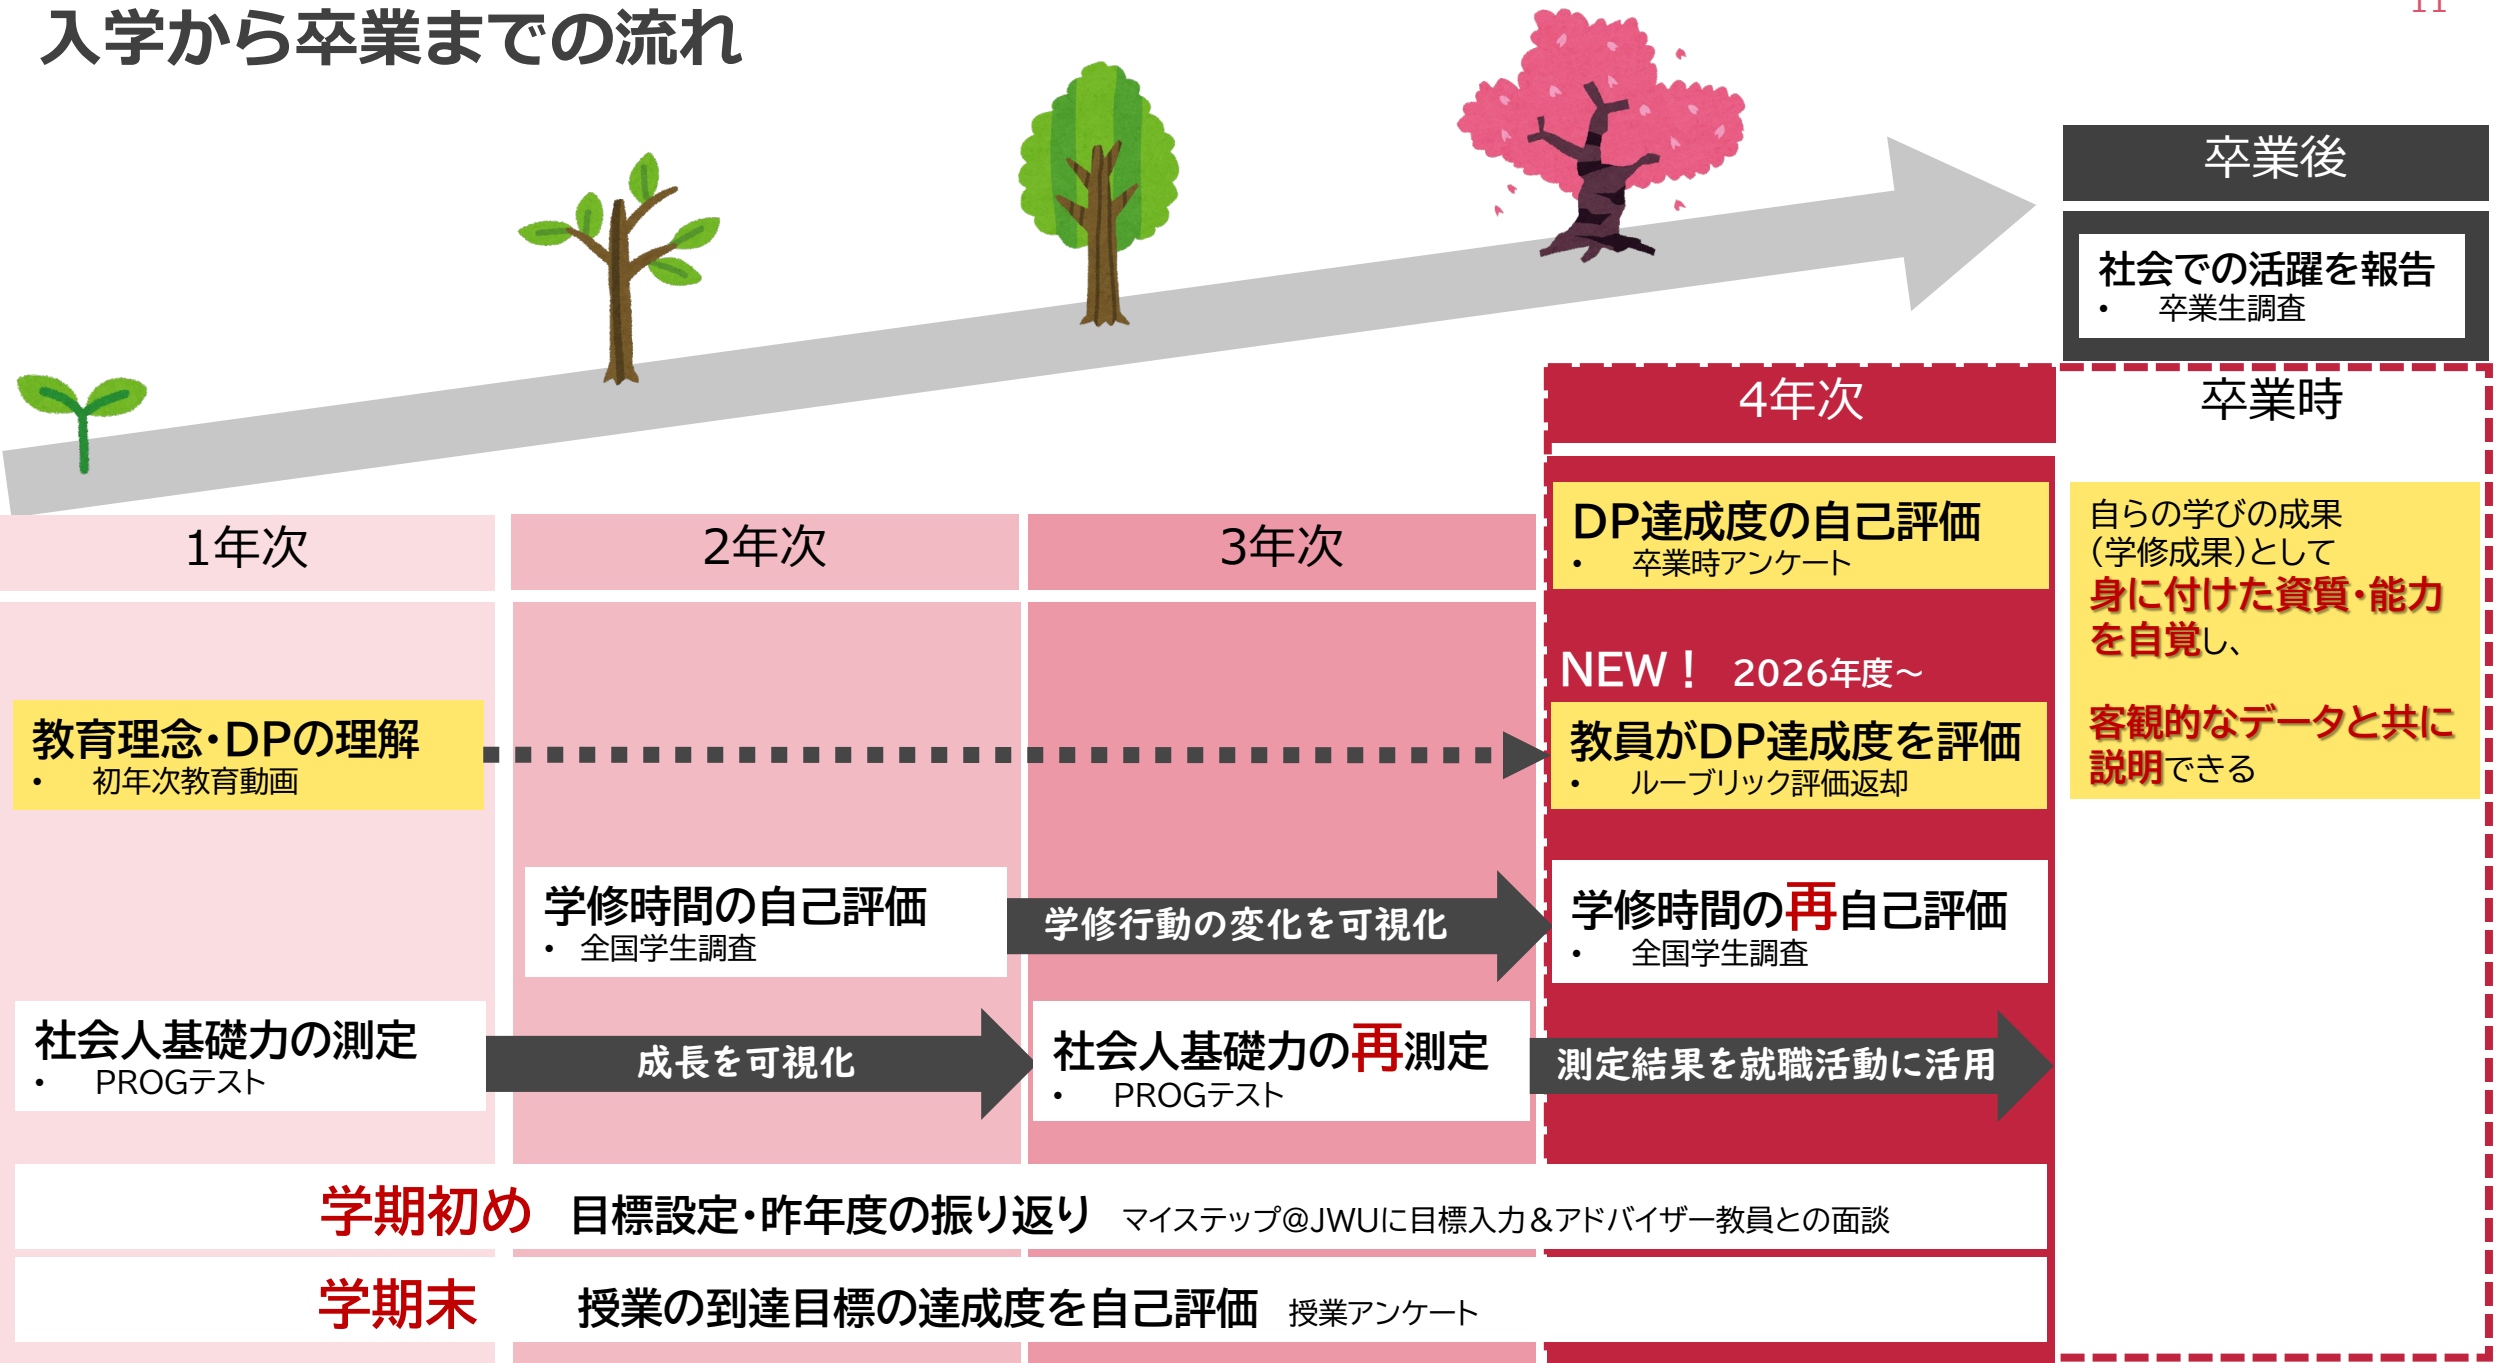 11
入学から卒業までの流れ
卒業後
社会での活躍を報告
• 卒業生調査
1年次
2年次
3年次
4年次
卒業時
DP達成度の自己評価
• 卒業時アンケート
自らの学びの成果
（学修成果）として
身に付けた資質・能力
を自覚し、
客観的なデータと共に
説明できる
NEW！ 2026年度～
教育理念・DPの理解
• 初年次教育動画
教員がDP達成度を評価
• ルーブリック評価返却
学修時間の自己評価
• 全国学生調査
学修行動の変化を可視化
学修時間の再自己評価
• 全国学生調査
社会人基礎力の測定
• PROGテスト
成長を可視化
社会人基礎力の再測定
• PROGテスト
測定結果を就職活動に活用
学期初め 目標設定・昨年度の振り返り マイステップ@JWUに目標入力＆アドバイザー教員との面談
学期末 授業の到達目標の達成度を自己評価 授業アンケート